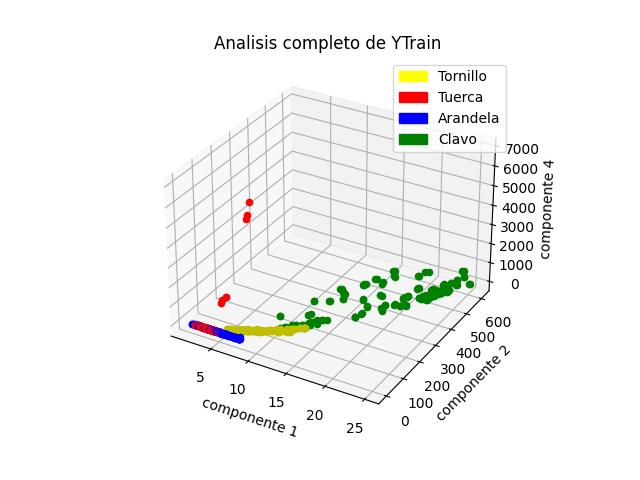 Analisis completo de YTrain
Tornillo
Tuerca
Arandela
Clavo
7000
6000
5000
4000
3000
2000
1000
0
componente 4
600
500
400
300
200
100
0
componente 2
5
10
15
20
25
componente 1